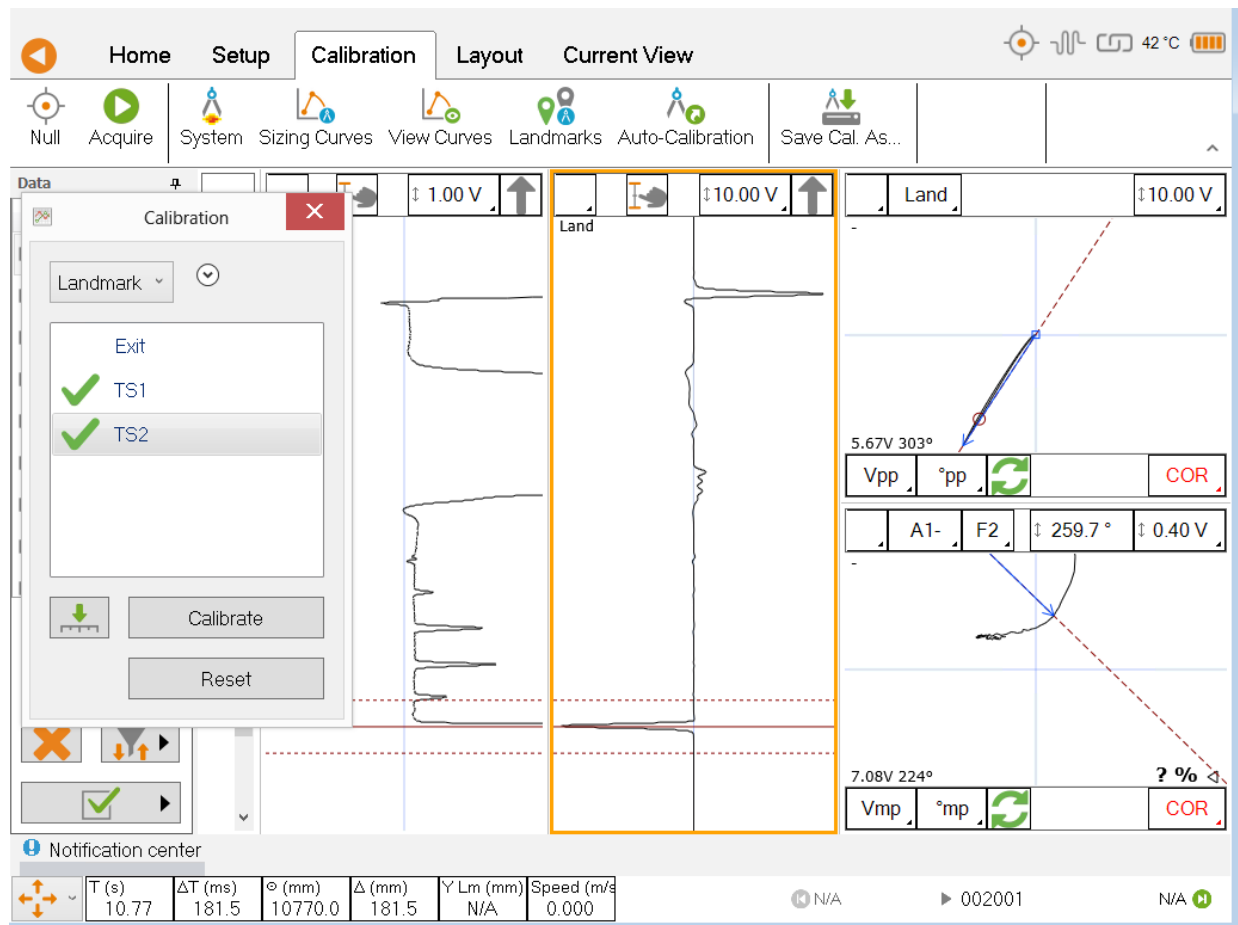 Home Setup Calibration Layout Current View 42 °C
Null Acquire System Sizing Curves View Curves Landmarks Auto-Calibration Save Cal. As...
Data
Calibration
Landmark
Exit
TS1
TS2
Calibrate
Reset
1.00 V
10.00 V
Land
Land 10.00 V
5.67V 303°
Vpp °pp COR
A1- F2 259.7 ° 0.40 V
7.08V 224° ? %
Vmp °mp COR
Notification center
T (s) ΔT (ms) (mm) Δ (mm) Y Lm (mm) Speed (m/s
10.77 181.5 10770.0 181.5 N/A 0.000
N/A 002001 N/A